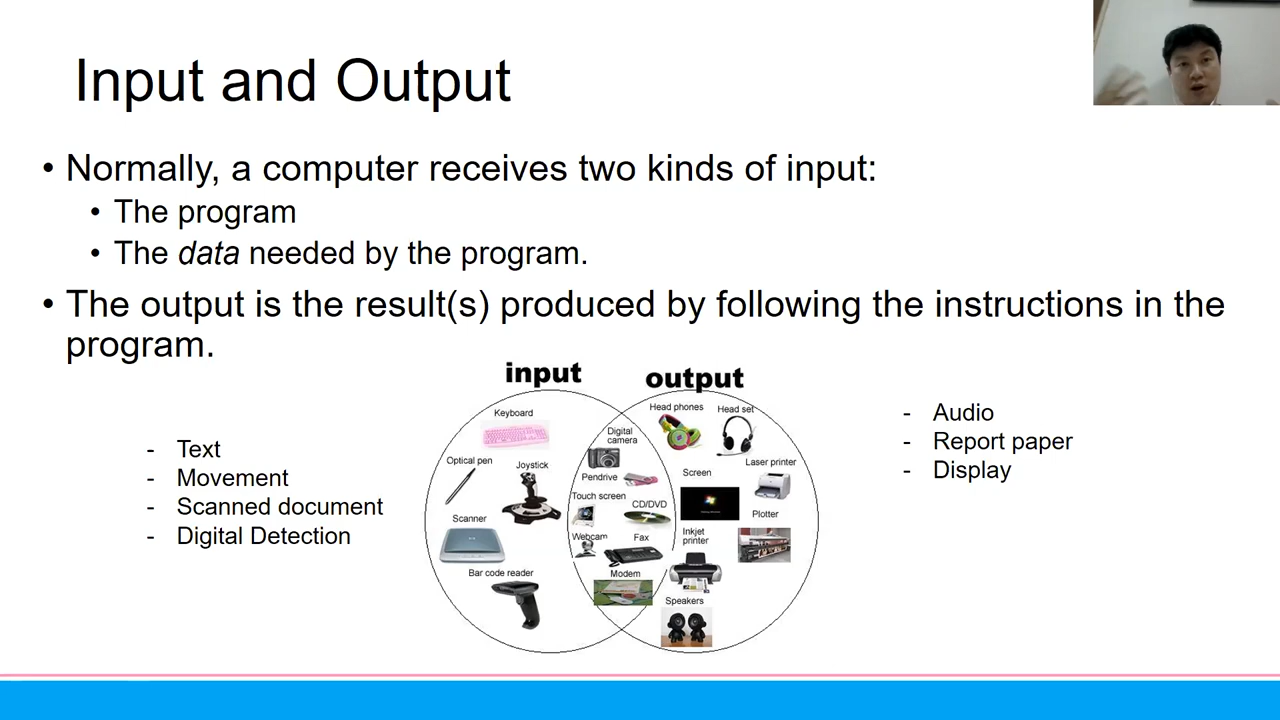 Input and Output
• Normally, a computer receives two kinds of input:
• The program
• The data needed by the program.
• The output is the result(s) produced by following the instructions in the
program.
- Text
- Movement
- Scanned document
- Digital Detection
input
output
Keyboard
Optical pen
Joystick
Scanner
Bar code reader
Digital
camera
Pendrive
Touch screen
CD/DVD
Webcam
Fax
Modem
Head phones
Head set
Laser printer
Screen
Plotter
Inkjet
printer
Speakers
- Audio
- Report paper
- Display